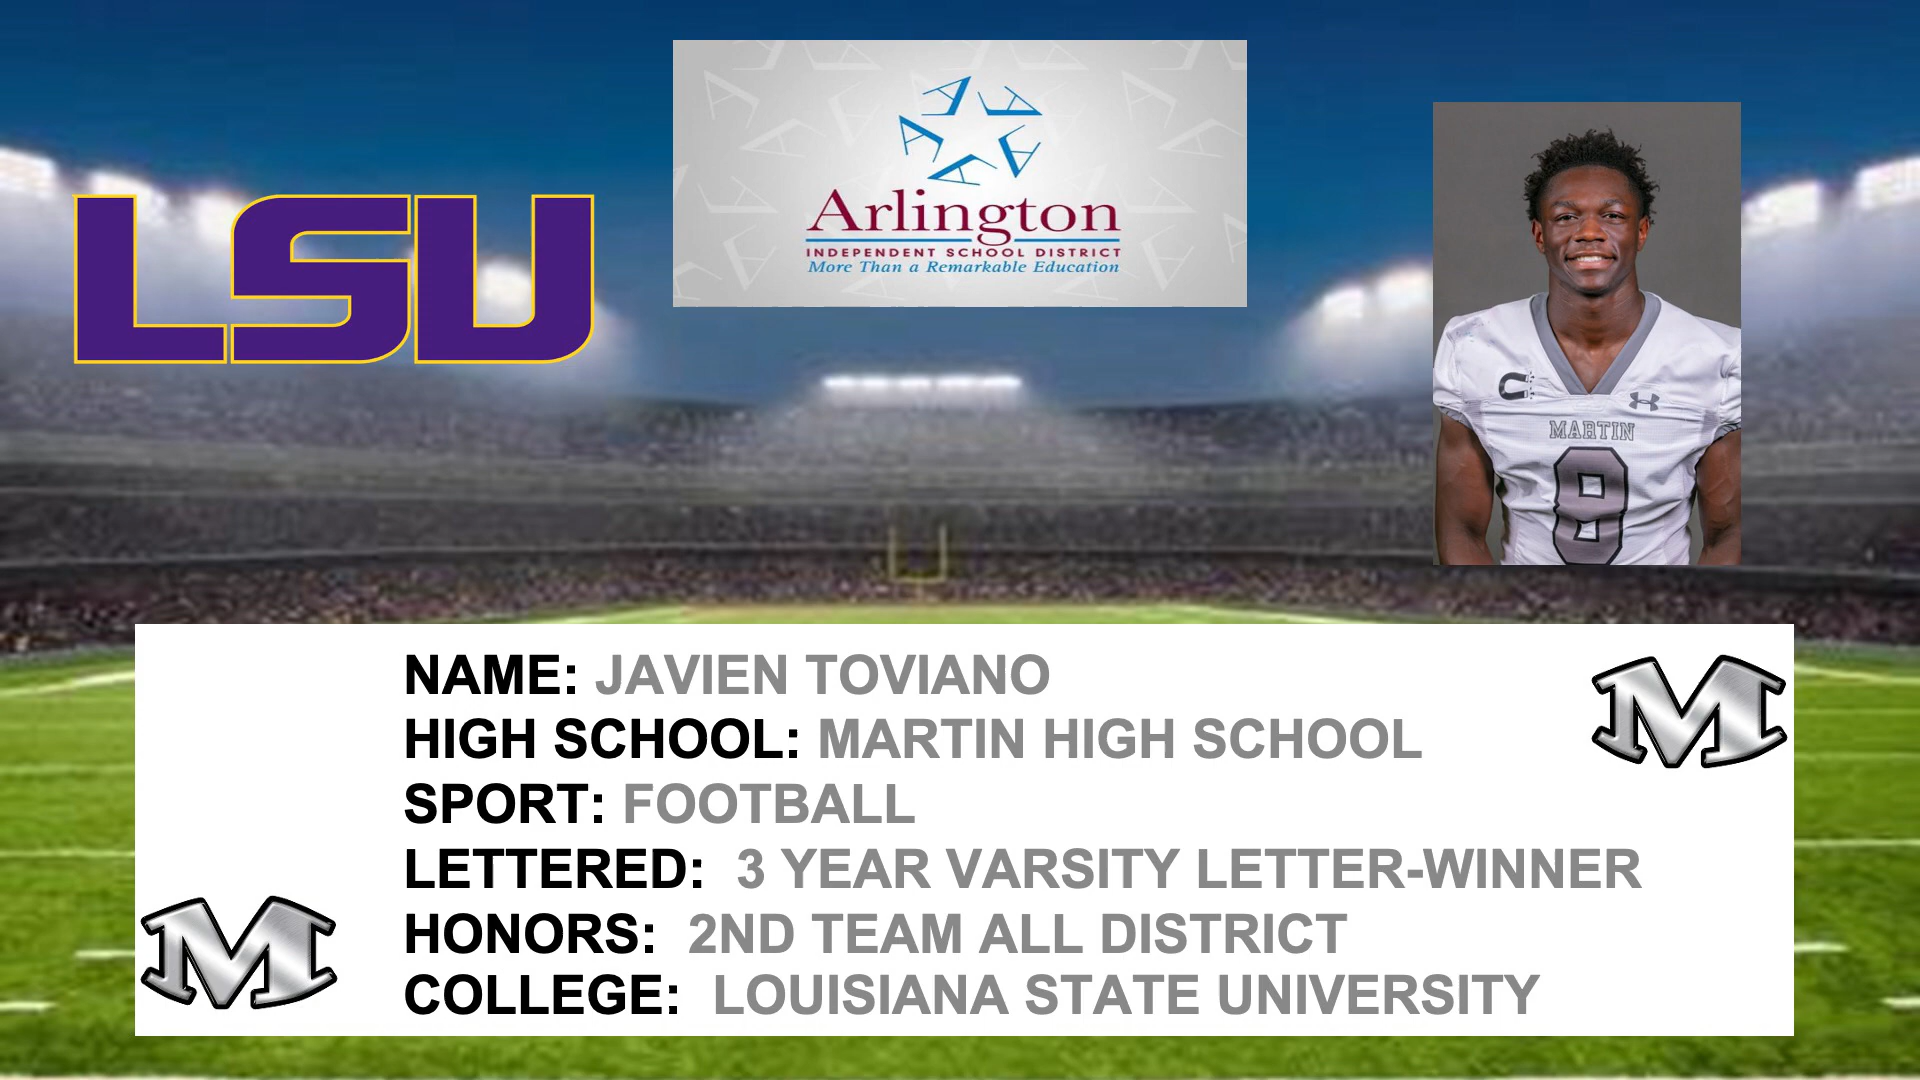 LSU
Arlington
INDEPENDENT SCHOOL DISTRICT
More Than a Remarkable Education
MARTIN
8
NAME: JAVIEN TOVIANO
HIGH SCHOOL: MARTIN HIGH SCHOOL
SPORT: FOOTBALL
LETTERED: 3 YEAR VARSITY LETTER-WINNER
HONORS: 2ND TEAM ALL DISTRICT
COLLEGE: LOUISIANA STATE UNIVERSITY
M
M